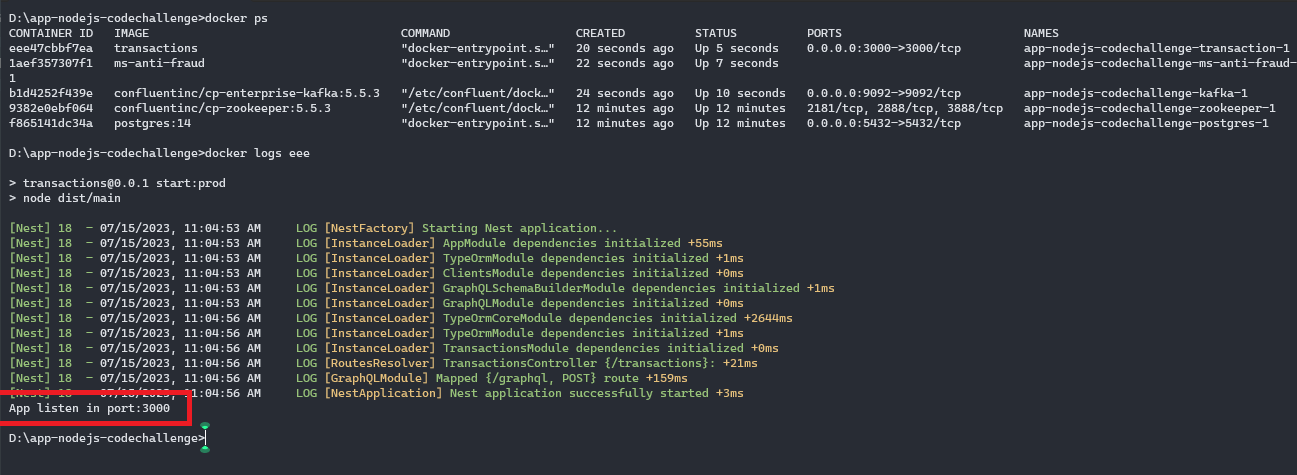 D:\app-nodejs-codechallenge>docker ps
CONTAINER ID   IMAGE                                    COMMAND                  CREATED          STATUS          PORTS                          NAMES
eee47cbbf7ea   transactions                             "docker-entrypoint.s…"   20 seconds ago   Up 5 seconds    0.0.0.0:3000->3000/tcp         app-nodejs-codechallenge-transaction-1
1aef357307f1   ms-anti-fraud                            "docker-entrypoint.s…"   22 seconds ago   Up 7 seconds                                   app-nodejs-codechallenge-ms-anti-fraud-
1
b1d4252f439e   confluentinc/cp-enterprise-kafka:5.5.3   "/etc/confluent/dock…"   24 seconds ago   Up 10 seconds   0.0.0.0:9092->9092/tcp         app-nodejs-codechallenge-kafka-1
9382e0ebf064   confluentinc/cp-zookeeper:5.5.3          "/etc/confluent/dock…"   12 minutes ago   Up 12 minutes   2181/tcp, 2888/tcp, 3888/tcp   app-nodejs-codechallenge-zookeeper-1
f865141dc34a   postgres:14                              "docker-entrypoint.s…"   12 minutes ago   Up 12 minutes   0.0.0.0:5432->5432/tcp         app-nodejs-codechallenge-postgres-1
D:\app-nodejs-codechallenge>docker logs eee
> transactions@0.0.1 start:prod
> node dist/main
[Nest] 18  - 07/15/2023, 11:04:53 AM     LOG [NestFactory] Starting Nest application...
[Nest] 18  - 07/15/2023, 11:04:53 AM     LOG [InstanceLoader] AppModule dependencies initialized +55ms
[Nest] 18  - 07/15/2023, 11:04:53 AM     LOG [InstanceLoader] TypeOrmModule dependencies initialized +1ms
[Nest] 18  - 07/15/2023, 11:04:53 AM     LOG [InstanceLoader] ClientsModule dependencies initialized +0ms
[Nest] 18  - 07/15/2023, 11:04:53 AM     LOG [InstanceLoader] GraphQLSchemaBuilderModule dependencies initialized +1ms
[Nest] 18  - 07/15/2023, 11:04:53 AM     LOG [InstanceLoader] GraphQLModule dependencies initialized +0ms
[Nest] 18  - 07/15/2023, 11:04:56 AM     LOG [InstanceLoader] TypeOrmCoreModule dependencies initialized +2644ms
[Nest] 18  - 07/15/2023, 11:04:56 AM     LOG [InstanceLoader] TypeOrmModule dependencies initialized +1ms
[Nest] 18  - 07/15/2023, 11:04:56 AM     LOG [InstanceLoader] TransactionsModule dependencies initialized +0ms
[Nest] 18  - 07/15/2023, 11:04:56 AM     LOG [RoutesResolver] TransactionsController {/transactions}: +21ms
[Nest] 18  - 07/15/2023, 11:04:56 AM     LOG [GraphQLModule] Mapped {/graphql, POST} route +159ms
[Nest] 18  - 07/15/2023, 11:04:56 AM     LOG [NestApplication] Nest application successfully started +3ms
App listen in port:3000
D:\app-nodejs-codechallenge>